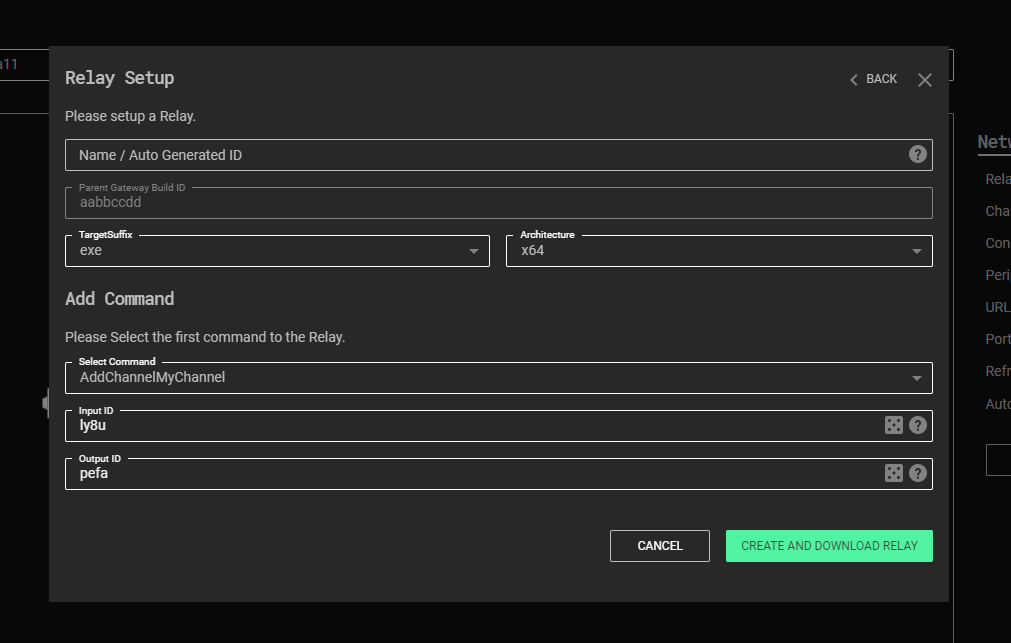 a11
Relay Setup
BACK
Please setup a Relay.
Name / Auto Generated ID
?
Parent Gateway Build ID
aabbccdd
TargetSuffix
exe
Architecture
x64
Add Command
Please Select the first command to the Relay.
Select Command
AddChannelMyChannel
Input ID
ly8u
?
Output ID
pefa
?
CANCEL
CREATE AND DOWNLOAD RELAY
Netw
Rela
Cha
Con
Peri
URL
Port
Refr
Auto